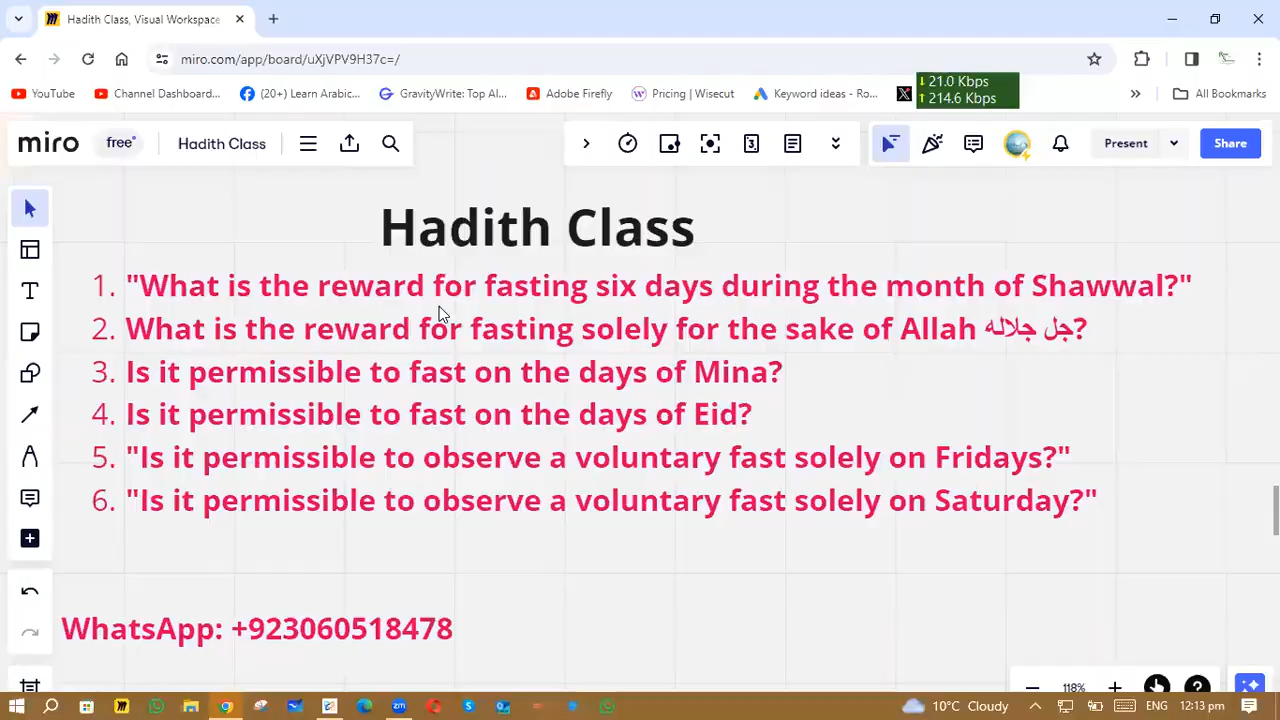 Hadith Class, Visual Workspace
miro.com/app/board/uXjVPV9H37c=/
YouTube
Channel Dashboard...
(25) Learn Arabic...
GravityWrite: Top Al...
Adobe Firefly
Pricing | Wisecut
Keyword ideas - Ro...
X
↓ 21.0 Kbps
↑ 214.6 Kbps
»
All Bookmarks
miro
free
Hadith Class
3
Present
Share
Hadith Class
1. "What is the reward for fasting six days during the month of Shawwal?"
2. What is the reward for fasting solely for the sake of Allah جل جلاله?
3. Is it permissible to fast on the days of Mina?
4. Is it permissible to fast on the days of Eid?
5. "Is it permissible to observe a voluntary fast solely on Fridays?"
6. "Is it permissible to observe a voluntary fast solely on Saturday?"
WhatsApp: +923060518478
118%
10°C Cloudy
ENG
12:13 pm